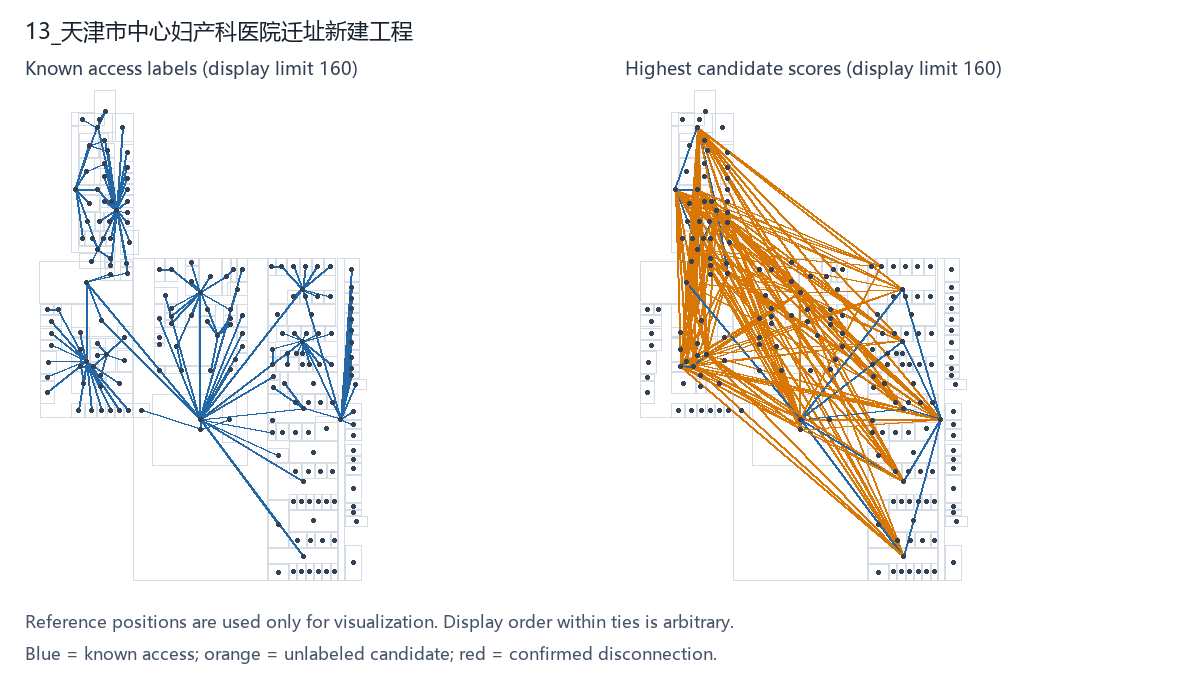 13_天津市中心妇产科医院迁址新建工程
Known access labels (display limit 160)
Highest candidate scores (display limit 160)
Reference positions are used only for visualization. Display order within ties is arbitrary.
Blue = known access; orange = unlabeled candidate; red = confirmed disconnection.